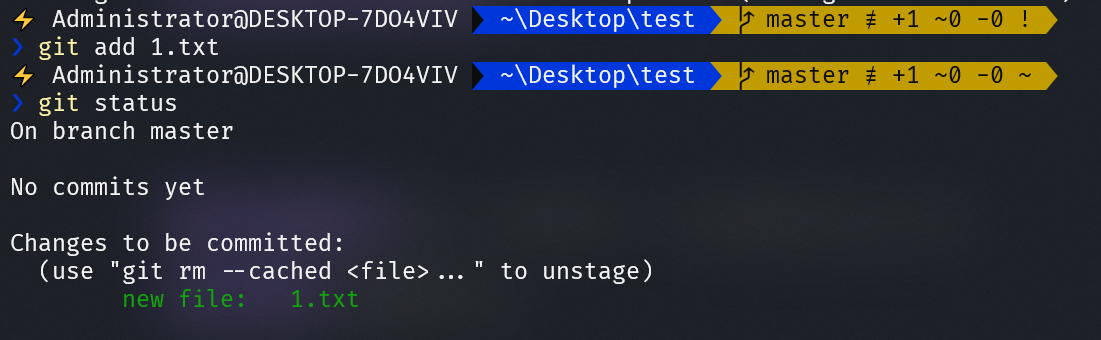 ⚡ Administrator@DESKTOP-7DO4VIV ~\Desktop\test master ≢ +1 ~0 -0 !
❯ git add 1.txt
⚡ Administrator@DESKTOP-7DO4VIV ~\Desktop\test master ≢ +1 ~0 -0 ~
❯ git status
On branch master
No commits yet
Changes to be committed:
(use "git rm --cached <file>..." to unstage)
new file: 1.txt